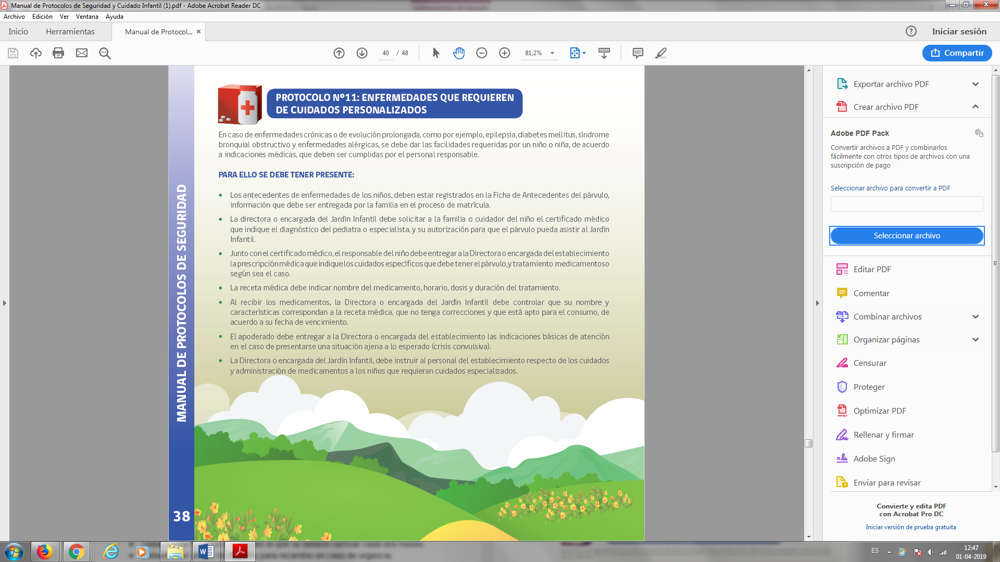 Manual de Protocolos de Seguridad y Cuidado Infantil (1).pdf - Adobe Acrobat Reader DC
Archivo Edición Ver Ventana Ayuda
Inicio Herramientas Manual de Protocol... Iniciar sesión
40 / 48 81,2% Compartir
MANUAL DE PROTOCOLOS DE SEGURIDAD
38
PROTOCOLO Nº11: ENFERMEDADES QUE REQUIEREN
DE CUIDADOS PERSONALIZADOS
En caso de enfermedades crónicas o de evolución prolongada, como por ejemplo, epilepsia, diabetes mellitus, síndrome
bronquial obstructivo y enfermedades alérgicas, se debe dar las facilidades requeridas por un niño o niña, de acuerdo
a indicaciones médicas, que deben ser cumplidas por el personal responsable.
PARA ELLO SE DEBE TENER PRESENTE:
• Los antecedentes de enfermedades de los niños, deben estar registrados en la Ficha de Antecedentes del párvulo,
información que debe ser entregada por la familia en el proceso de matrícula.
• La directora o encargada del Jardín Infantil debe solicitar a la familia o cuidador del niño el certificado médico
que indique el diagnóstico del pediatra o especialista, y su autorización para que el párvulo pueda asistir al Jardín
Infantil.
• Junto con el certificado médico, el responsable del niño debe entregar a la Directora o encargada del establecimiento
la prescripción médica que indique los cuidados específicos que debe tener el párvulo, y tratamiento medicamentoso
según sea el caso.
• La receta médica debe indicar nombre del medicamento, horario, dosis y duración del tratamiento.
• Al recibir los medicamentos, la Directora o encargada del Jardín Infantil debe controlar que su nombre y
características correspondan a la receta médica, que no tenga correcciones y que está apto para el consumo, de
acuerdo a su fecha de vencimiento.
• El apoderado debe entregar a la Directora o encargada del establecimiento las indicaciones básicas de atención
en el caso de presentarse una situación ajena a lo esperado (crisis convulsiva).
• La Directora o encargada del Jardín Infantil, debe instruir al personal del establecimiento respecto de los cuidados
y administración de medicamentos a los niños que requieran cuidados especializados.
Exportar archivo PDF
Crear archivo PDF
Adobe PDF Pack
Convertir archivos a PDF y combinarlos
fácilmente con otros tipos de archivos con una
suscripción de pago
Seleccionar archivo para convertir a PDF
Seleccionar archivo
Editar PDF
Comentar
Combinar archivos
Organizar páginas
Censurar
Proteger
Optimizar PDF
Rellenar y firmar
Adobe Sign
Enviar para revisar
Convierte y edita PDF
con Acrobat Pro DC
Iniciar versión de prueba gratuita
ES
12:47
01-04-2019